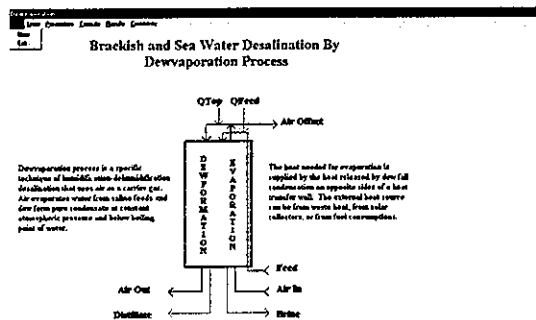 Brackish and Sea Water Desalination By
Dewvaporation Process
QTop QFeed
Air Offset
Dewvaporation process is a specific
technique of humidification-dehumidification
desalination that uses air as a carrier gas.
Air evaporates water from saline feeds and
dew form pure condensate at constant
atmospheric pressure and below boiling
point of water.
DEWFORMATION
EVAPORATION
The heat needed for evaporation is
supplied by the heat released by dew fall
condensation on opposite sides of a heat
transfer wall. The external heat source
can be from waste heat, from solar
collectors, or from fuel consumptions.
Feed
Air Out
Air In
Distillate
Brine